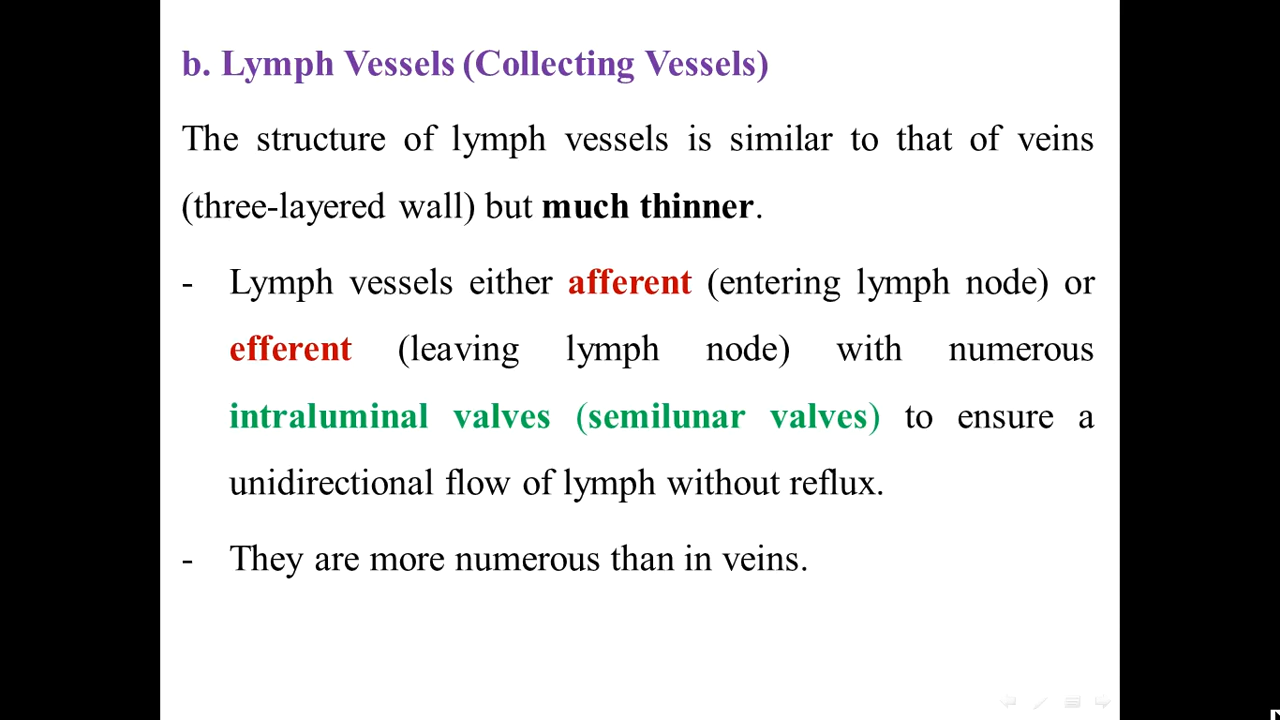 b. Lymph Vessels (Collecting Vessels)
The structure of lymph vessels is similar to that of veins
(three-layered wall) but much thinner.
- Lymph vessels either afferent (entering lymph node) or
efferent (leaving lymph node) with numerous
intraluminal valves (semilunar valves) to ensure a
unidirectional flow of lymph without reflux.
- They are more numerous than in veins.